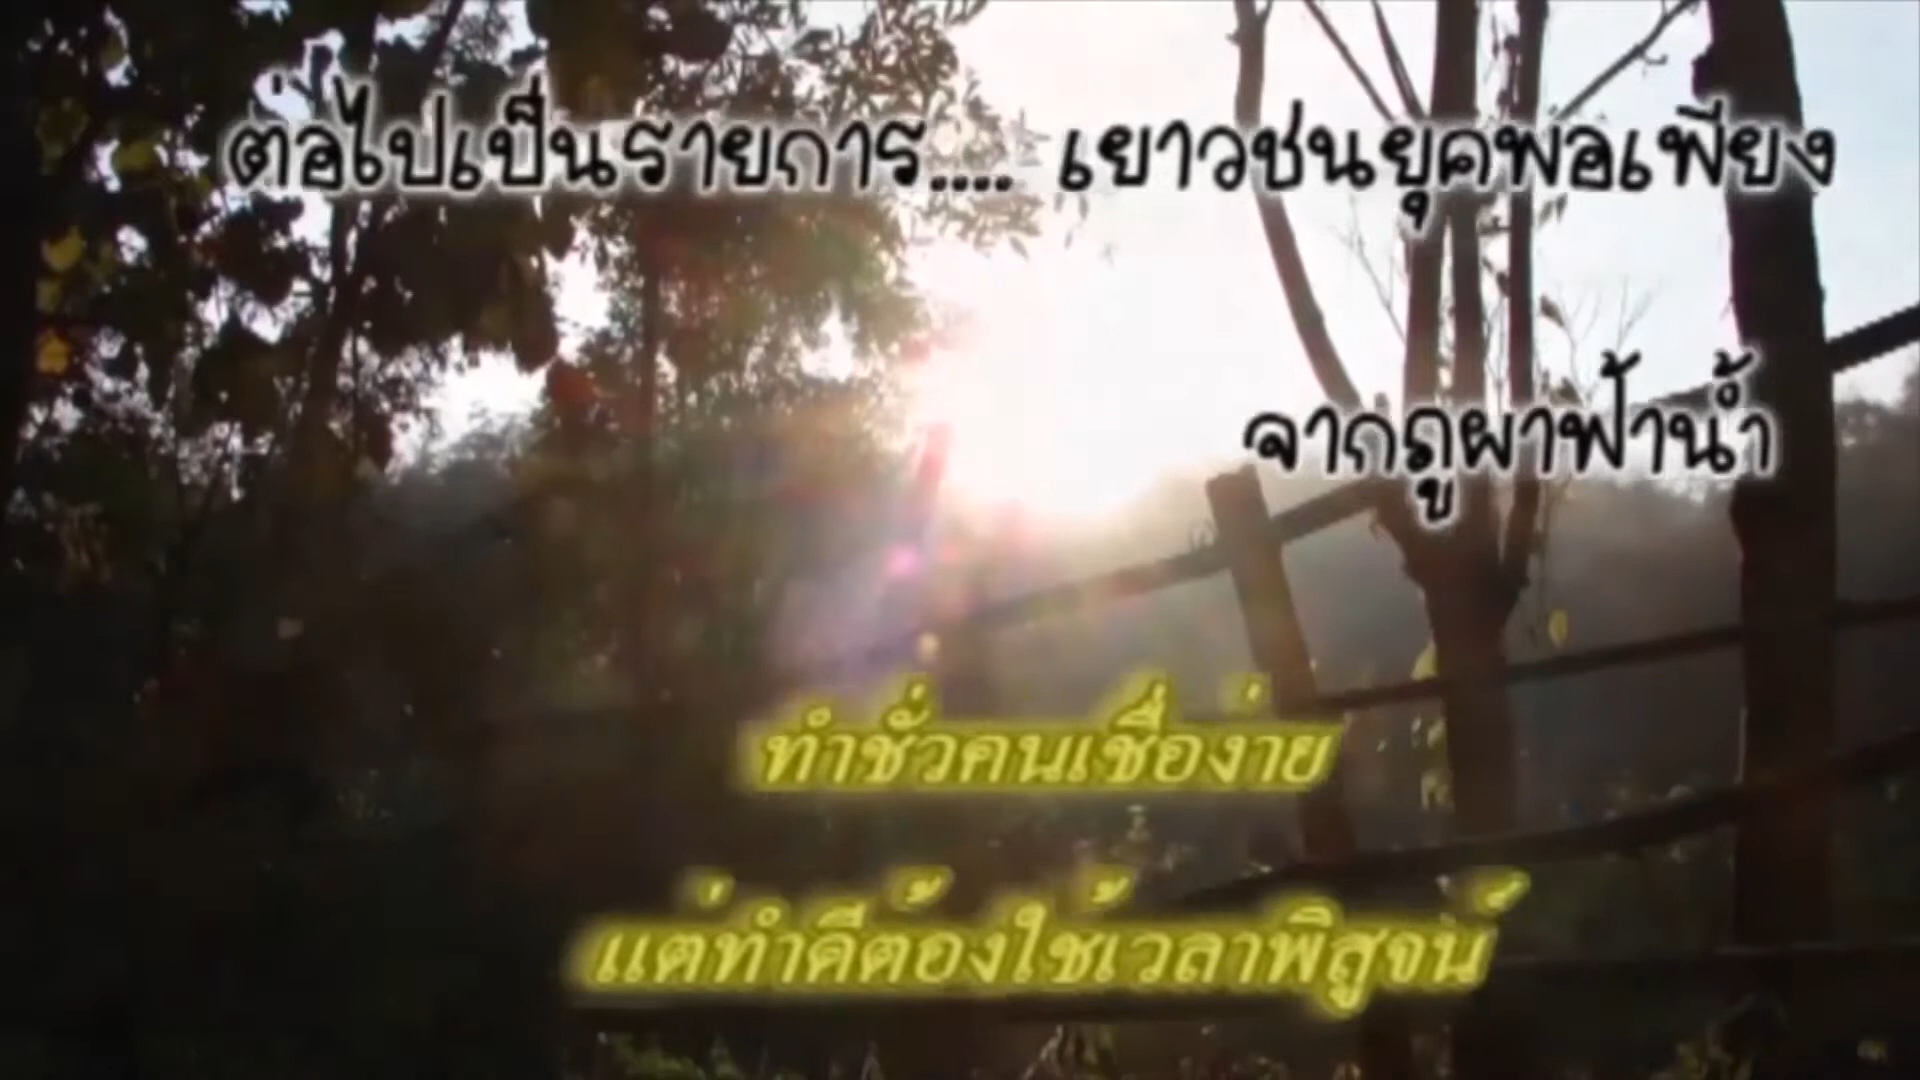 ต่อไปเป็นรายการ.... เยาวชนยุคพอเพียง
จากภูผาฟ้าน้ำ
ทำชั่วคนเชื่อง่าย
แต่ทำดีต้องใช้เวลาพิสูจน์